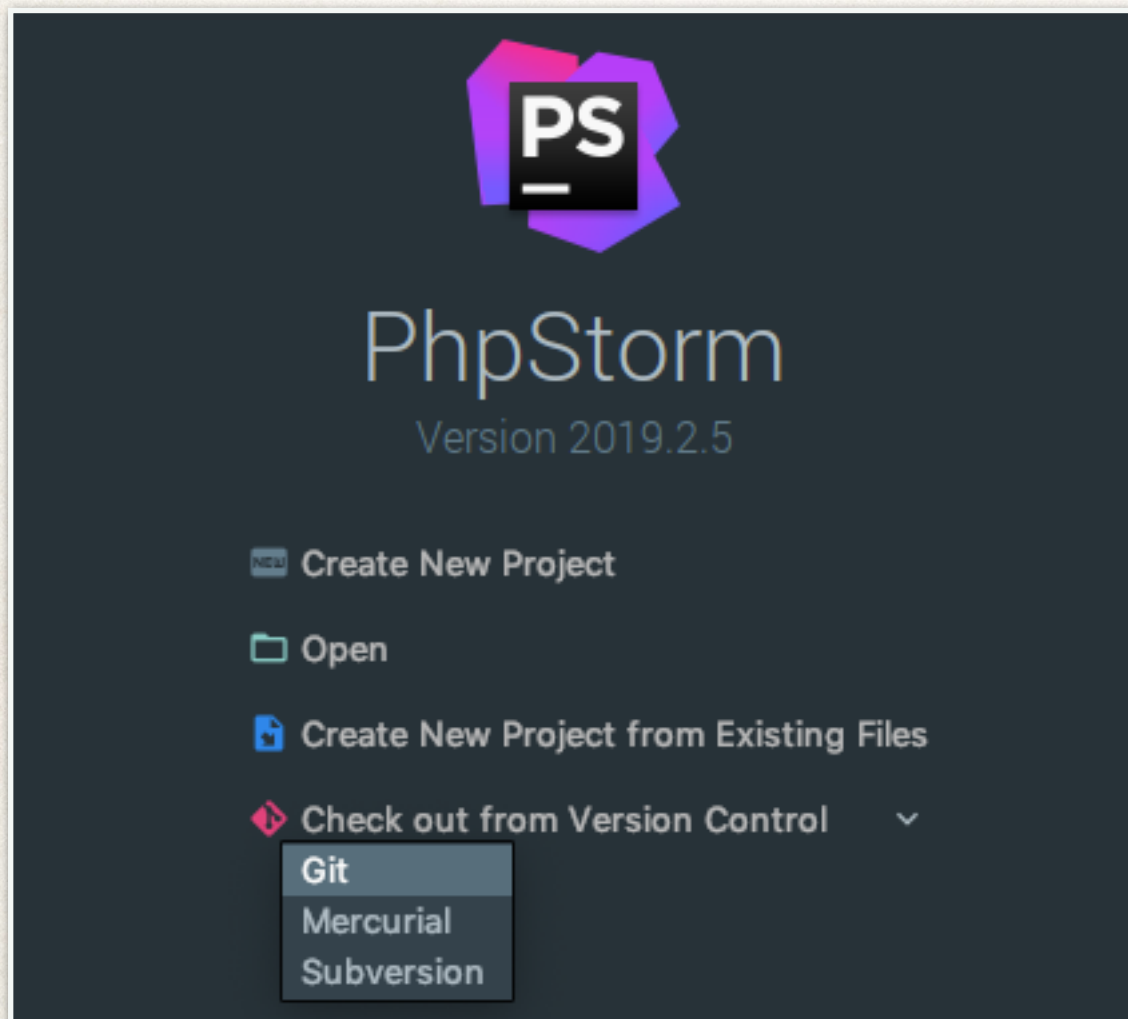 PS
PhpStorm
Version 2019.2.5
NEW Create New Project
Open
Create New Project from Existing Files
Check out from Version Control
Git
Mercurial
Subversion